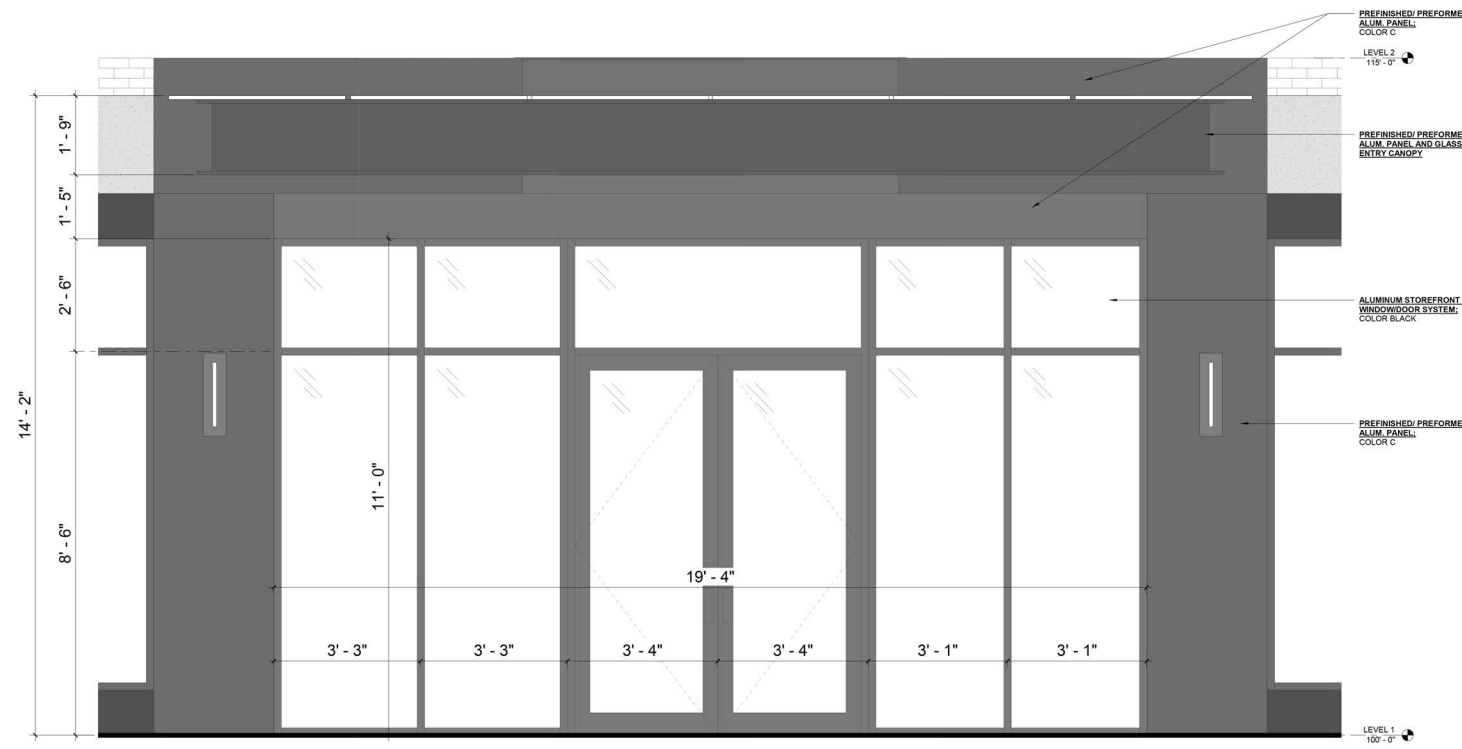 PREFINISHED/ PREFORME
ALUM. PANEL;
COLOR C
LEVEL 2
115' - 0"
1' - 9"
PREFINISHED/ PREFORME
ALUM. PANEL AND GLASS
ENTRY CANOPY
1' - 5"
2' - 6"
ALUMINUM STOREFRONT
WINDOW/DOOR SYSTEM;
COLOR BLACK
14' - 2"
PREFINISHED/ PREFORME
ALUM. PANEL;
COLOR C
11' - 0"
8' - 6"
19' - 4"
3' - 3"
3' - 3"
3' - 4"
3' - 4"
3' - 1"
3' - 1"
LEVEL 1
100' - 0"